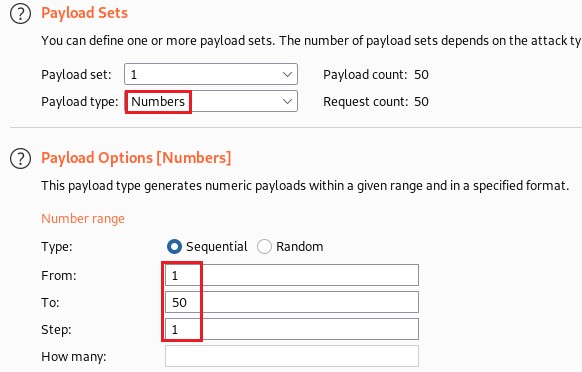 Payload Sets
You can define one or more payload sets. The number of payload sets depends on the attack ty
Payload set: 1 Payload count: 50
Payload type: Numbers Request count: 50
Payload Options [Numbers]
This payload type generates numeric payloads within a given range and in a specified format.
Number range
Type: Sequential Random
From: 1
To: 50
Step: 1
How many: